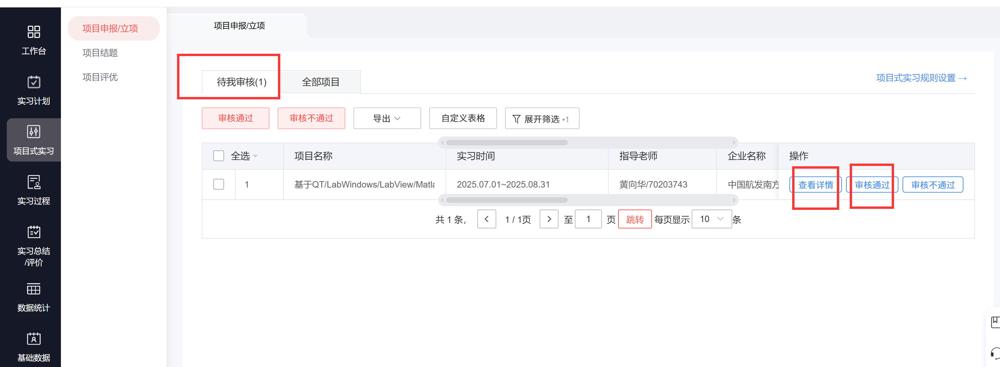 工作台
实习计划
项目式实习
实习过程
实习总结
/评价
数据统计
基础数据
项目申报/立项
项目结题
项目评优
项目申报/立项
待我审核(1) 全部项目 项目式实习规则设置→
审核通过 审核不通过 导出 自定义表格 展开筛选 •1
全选 项目名称 实习时间 指导老师 企业名称 操作
1 基于QT/LabWindows/LabView/Matla 2025.07.01~2025.08.31 黄向华/70203743 中国航发南方 查看详情 审核通过 审核不通过
共 1 条， 1 / 1页 至 1 页 跳转 每页显示 10 条